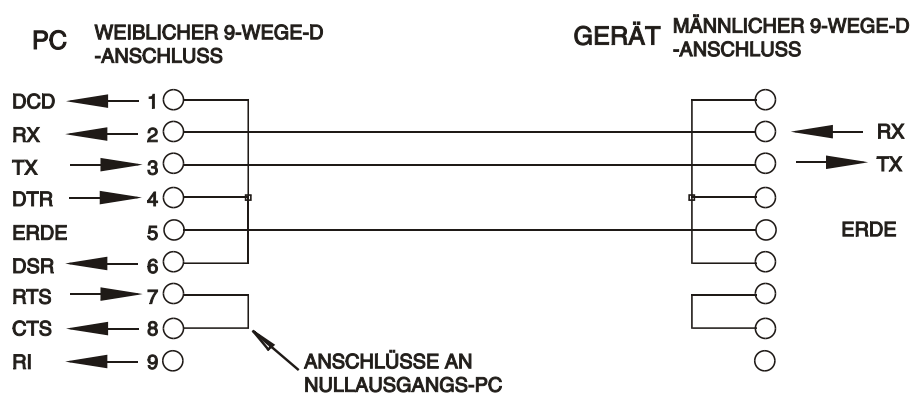 PC
WEIBLICHER 9-WEGE-D
-ANSCHLUSS
GERÄT
MÄNNLICHER 9-WEGE-D
-ANSCHLUSS
DCD 1
RX 2 RX
TX 3 TX
DTR 4
ERDE 5 ERDE
DSR 6
RTS 7
CTS 8
RI 9
ANSCHLÜSSE AN
NULLAUSGANGS-PC